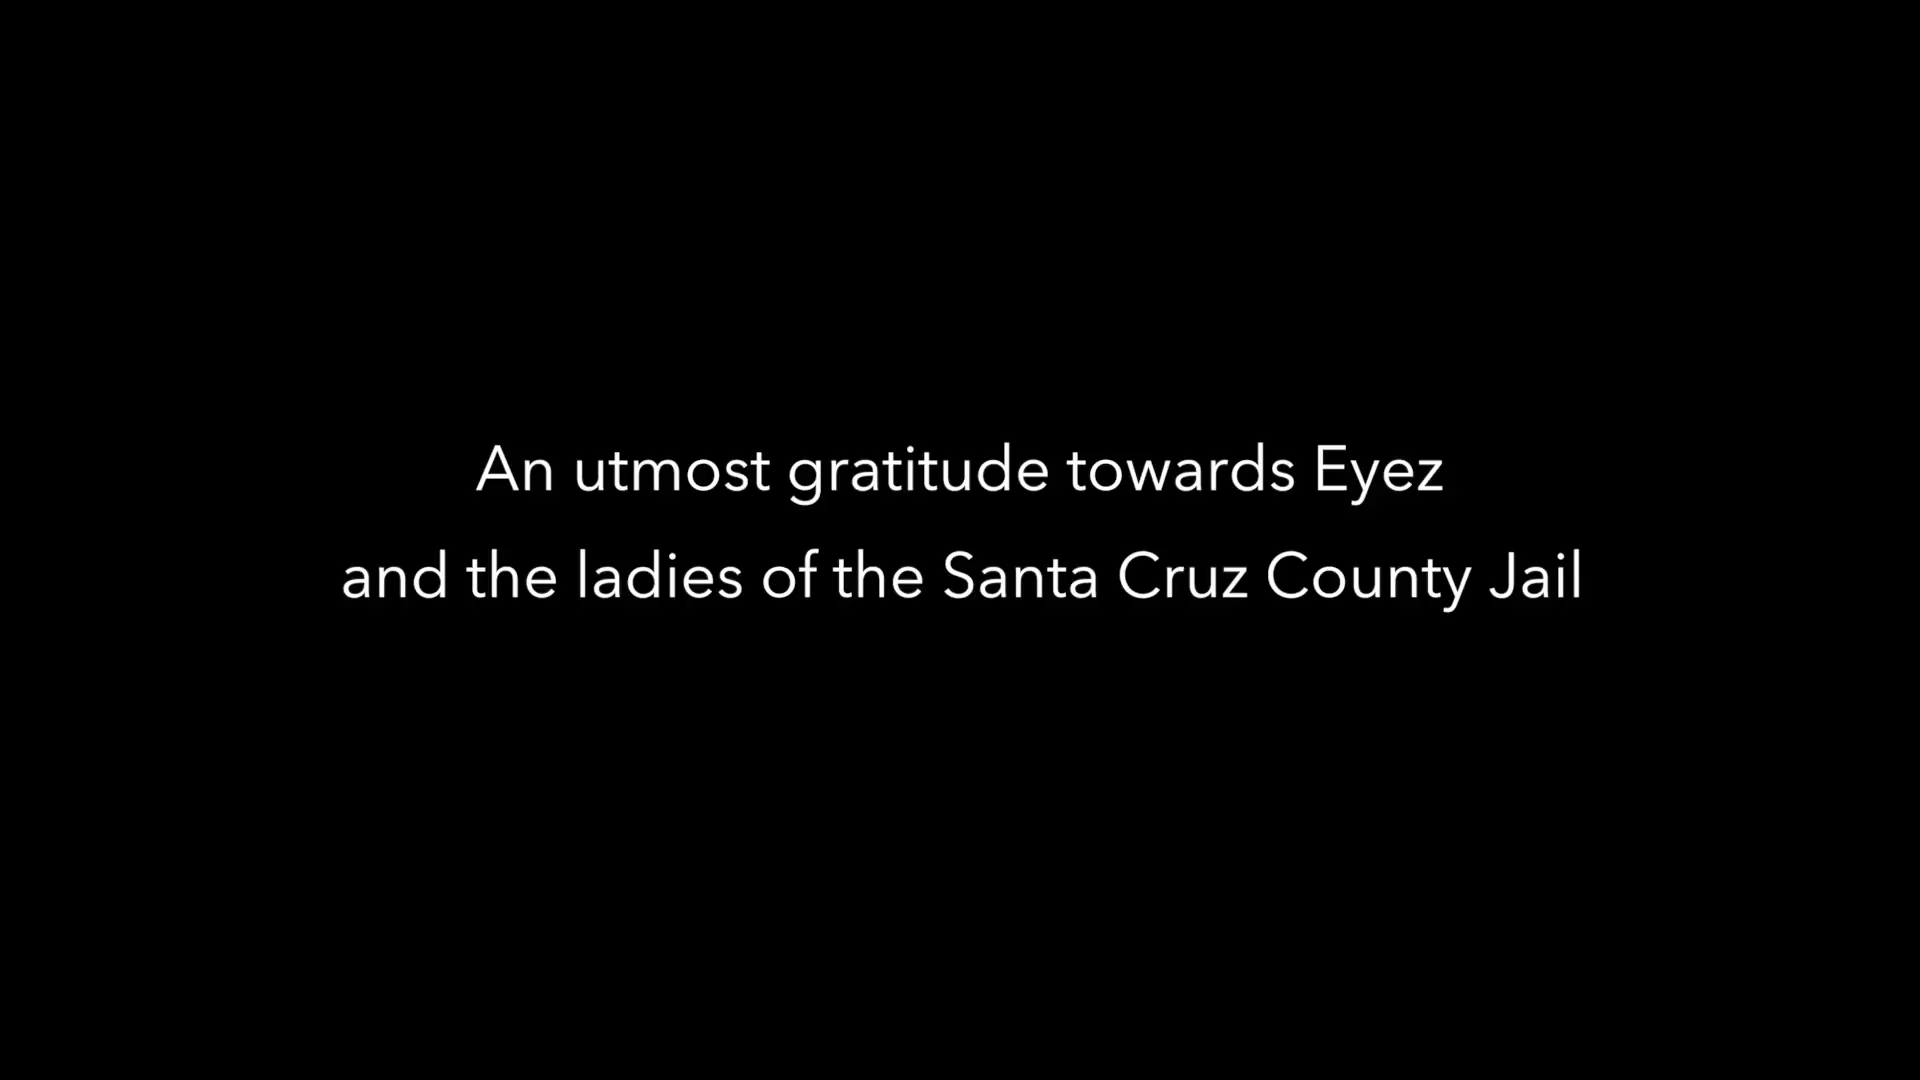 An utmost gratitude towards Eyez
and the ladies of the Santa Cruz County Jail